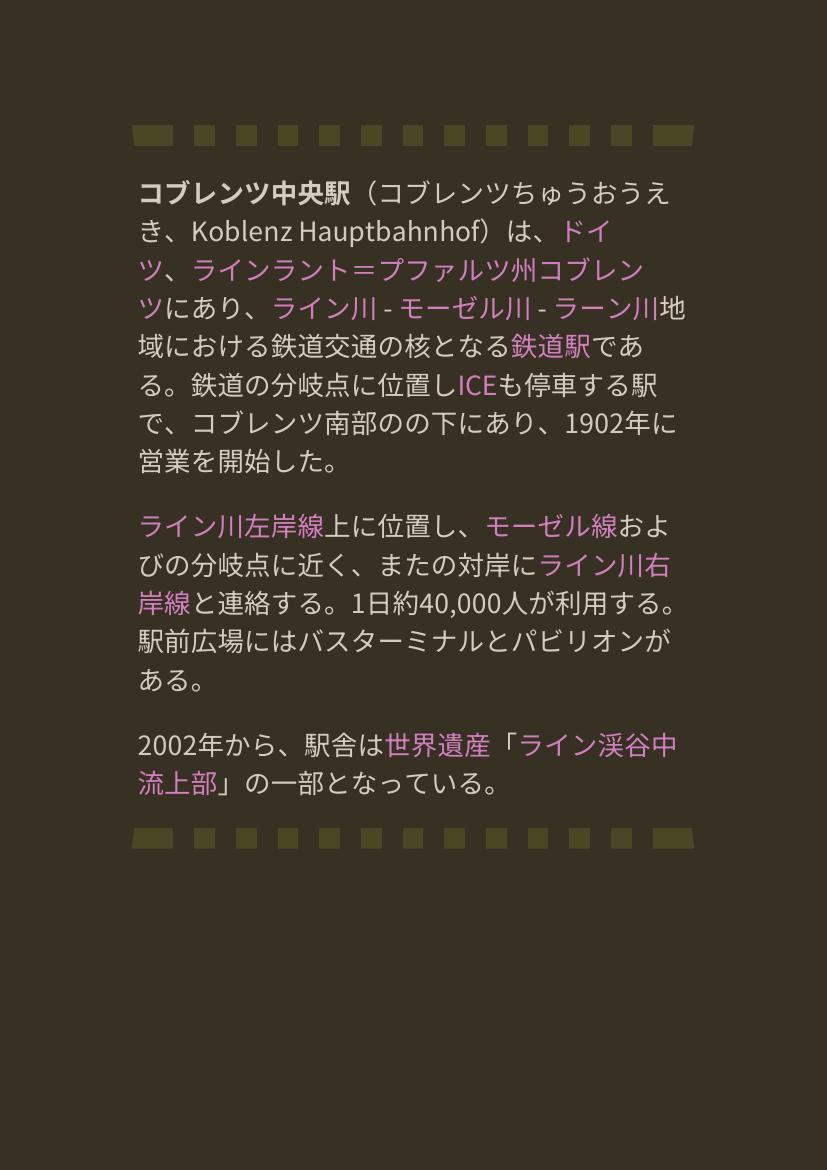 コブレンツ中央駅（コブレンツちゅうおうえ
き、Koblenz Hauptbahnhof）は、ドイ
ツ、ラインラント＝プファルツ州コブレン
ツにあり、ライン川 - モーゼル川 - ラーン川地
域における鉄道交通の核となる鉄道駅であ
る。鉄道の分岐点に位置しICEも停車する駅
で、コブレンツ南部のの下にあり、1902年に
営業を開始した。
ライン川左岸線上に位置し、モーゼル線およ
びの分岐点に近く、またの対岸にライン川右
岸線と連絡する。1日約40,000人が利用する。
駅前広場にはバスターミナルとパビリオンが
ある。
2002年から、駅舎は世界遺産「ライン渓谷中
流上部」の一部となっている。